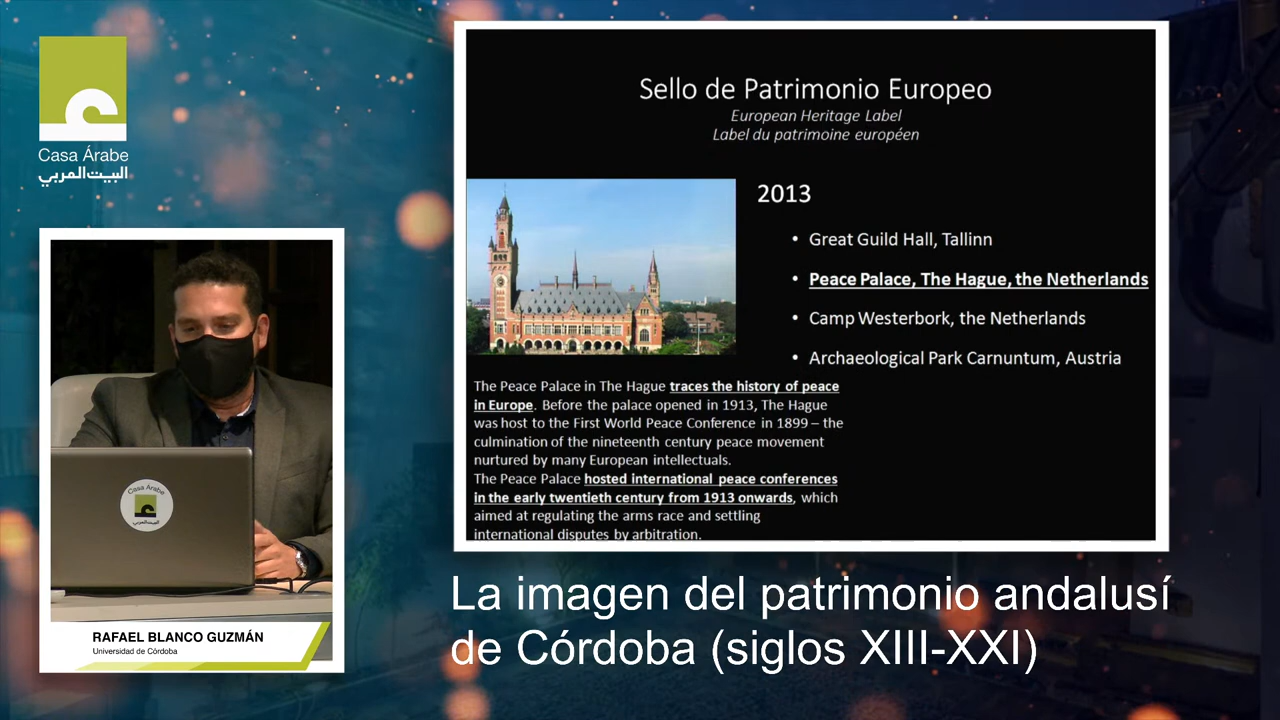 Casa Árabe
البيت العربي
Sello de Patrimonio Europeo
European Heritage Label
Label du patrimoine européen
2013
• Great Guild Hall, Tallinn
• Peace Palace, The Hague, the Netherlands
• Camp Westerbork, the Netherlands
• Archaeological Park Carnuntum, Austria
The Peace Palace in The Hague traces the history of peace
in Europe. Before the palace opened in 1913, The Hague
was host to the First World Peace Conference in 1899 – the
culmination of the nineteenth century peace movement
nurtured by many European intellectuals.
The Peace Palace hosted international peace conferences
in the early twentieth century from 1913 onwards, which
aimed at regulating the arms race and settling
international disputes by arbitration.
Casa Árabe
البيت العربي
RAFAEL BLANCO GUZMÁN
Universidad de Córdoba
La imagen del patrimonio andalusí
de Córdoba (siglos XIII-XXI)